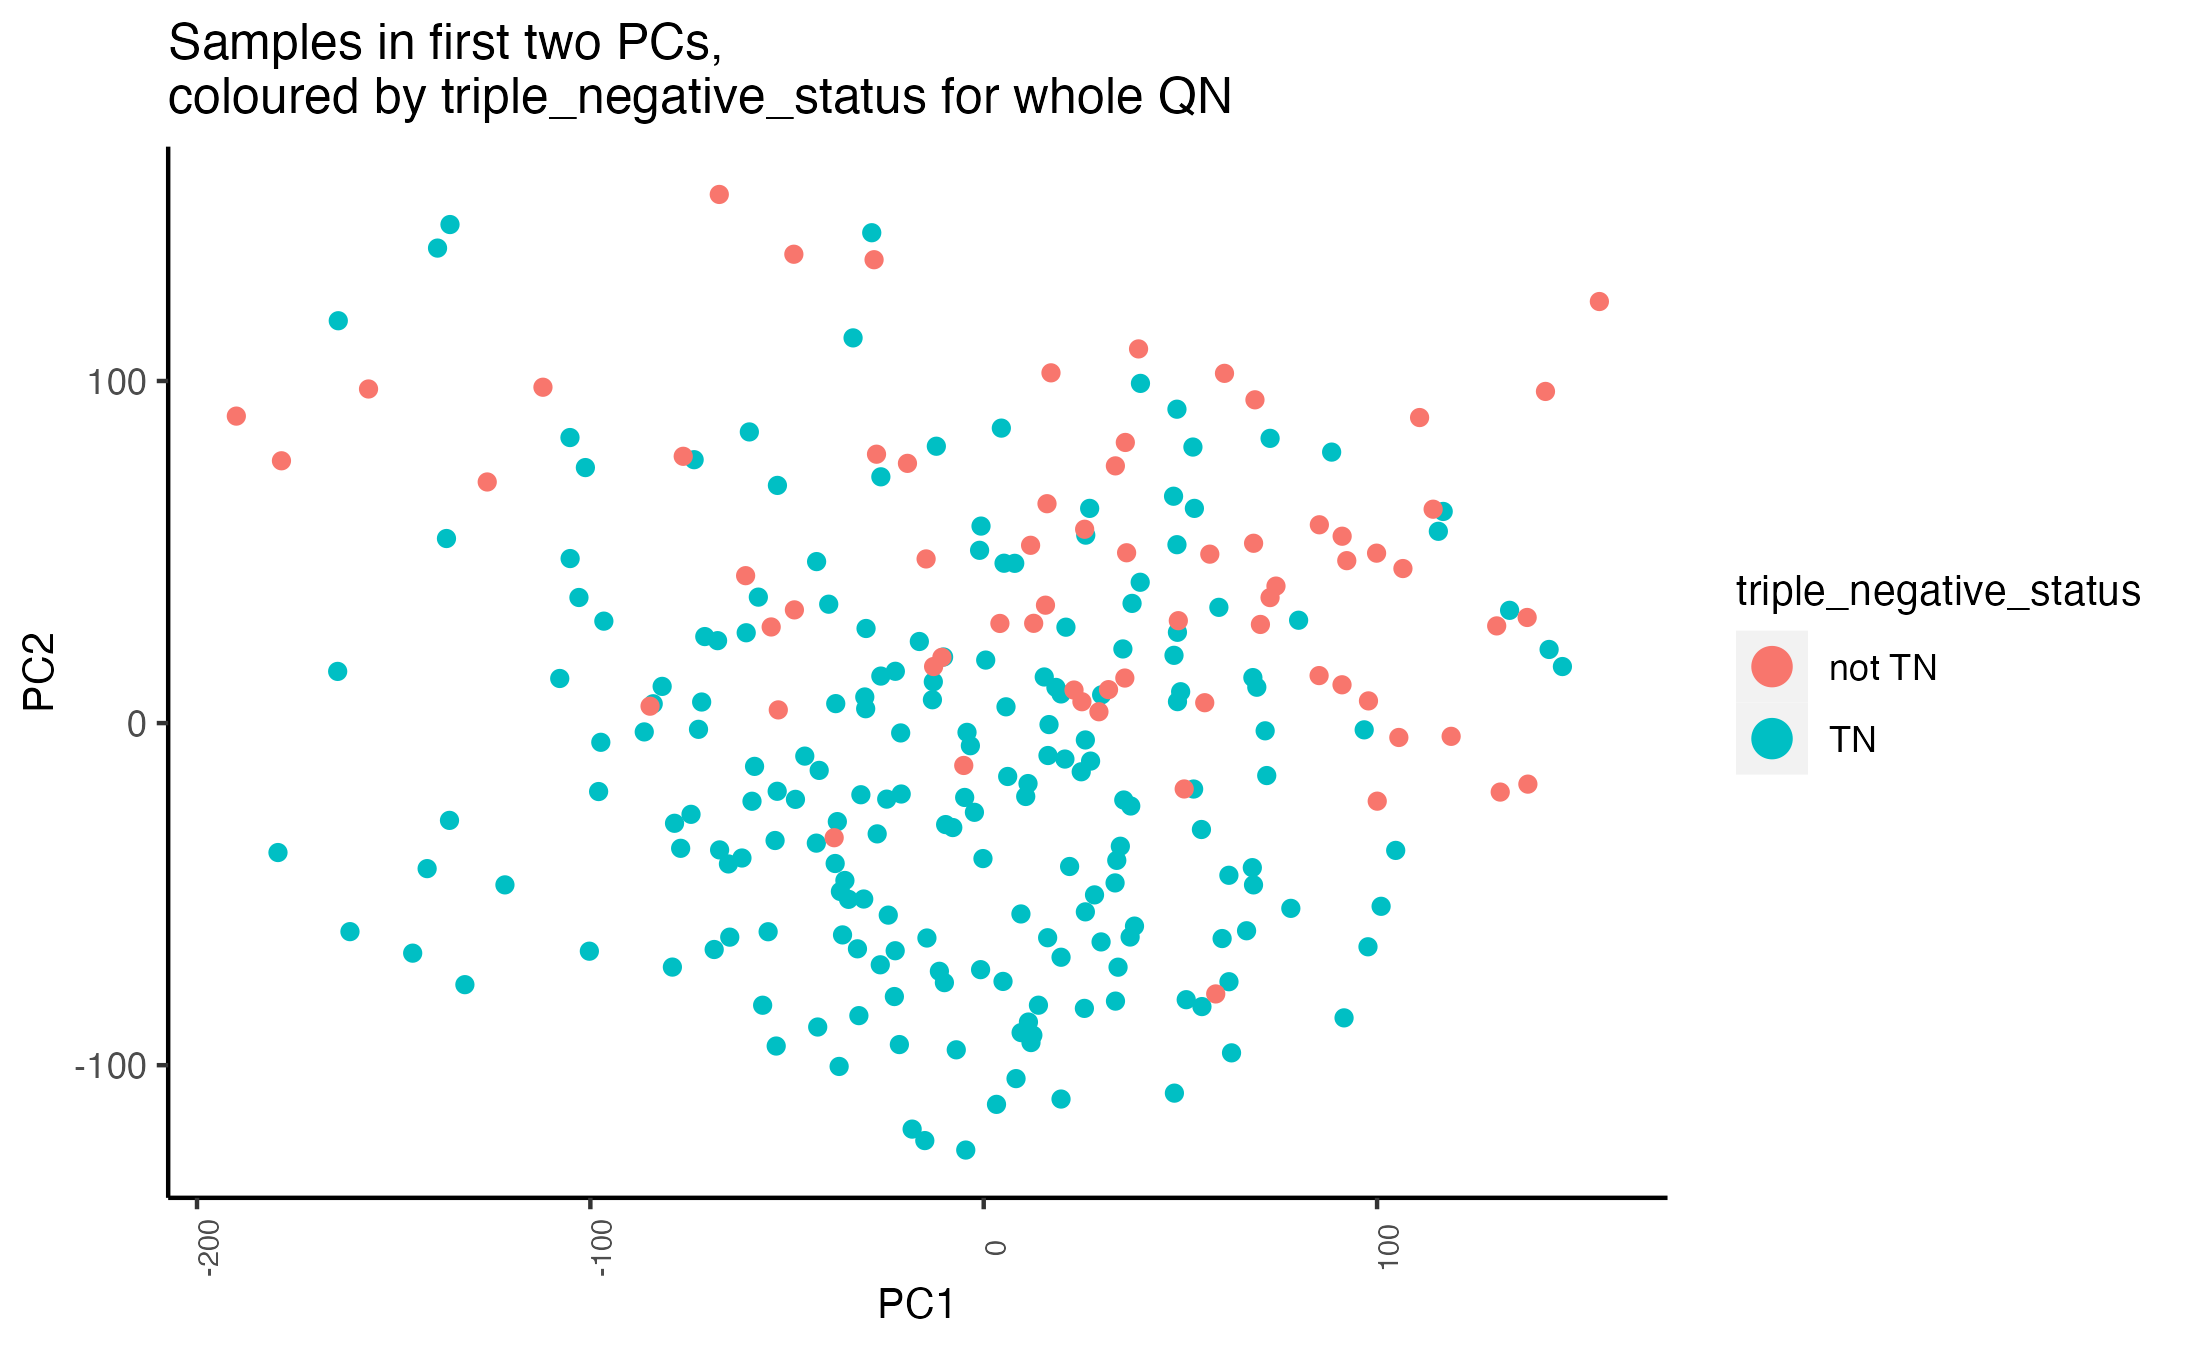 Samples in first two PCs,
coloured by triple_negative_status for whole QN
PC2
100
0
-100
-200
-100
0
100
PC1
triple_negative_status
not TN
TN